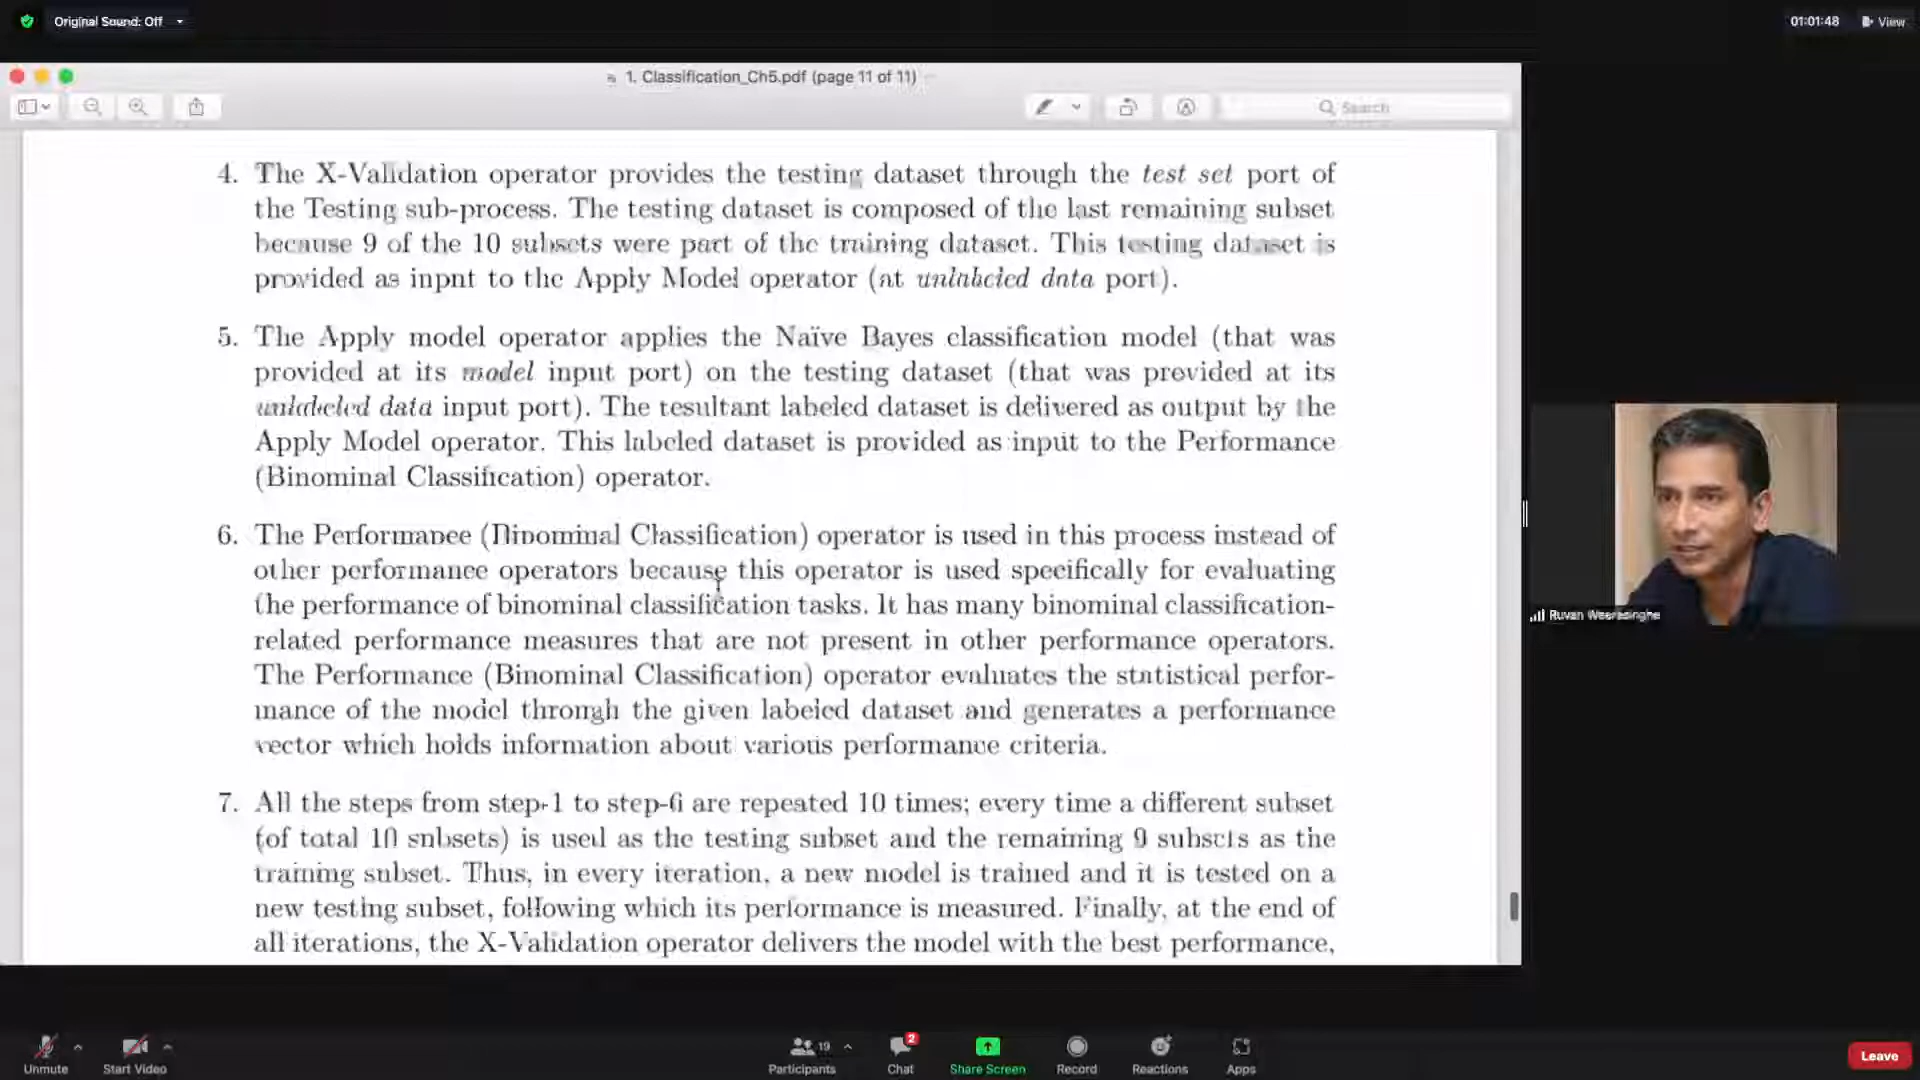 Original Sound: Off
01:01:48
View
1. Classification_Ch5.pdf (page 11 of 11)
Search
4. The X-Validation operator provides the testing dataset through the test set port of
the Testing sub-process. The testing dataset is composed of the last remaining subset
because 9 of the 10 subsets were part of the training dataset. This testing dataset is
provided as input to the Apply Model operator (at unlabeled data port).
5. The Apply model operator applies the Naïve Bayes classification model (that was
provided at its model input port) on the testing dataset (that was provided at its
unlabeled data input port). The resultant labeled dataset is delivered as output by the
Apply Model operator. This labeled dataset is provided as input to the Performance
(Binominal Classification) operator.
6. The Performance (Binominal Classification) operator is used in this process instead of
other performance operators because this operator is used specifically for evaluating
the performance of binominal classification tasks. It has many binominal classification-
related performance measures that are not present in other performance operators.
The Performance (Binominal Classification) operator evaluates the statistical perfor-
mance of the model through the given labeled dataset and generates a performance
vector which holds information about various performance criteria.
7. All the steps from step-1 to step-6 are repeated 10 times; every time a different subset
(of total 10 subsets) is used as the testing subset and the remaining 9 subsets as the
training subset. Thus, in every iteration, a new model is trained and it is tested on a
new testing subset, following which its performance is measured. Finally, at the end of
all iterations, the X-Validation operator delivers the model with the best performance,
Ruvan Weerasinghe
Unmute
Start Video
19
Participants
2
Chat
Share Screen
Record
Reactions
Apps
Leave